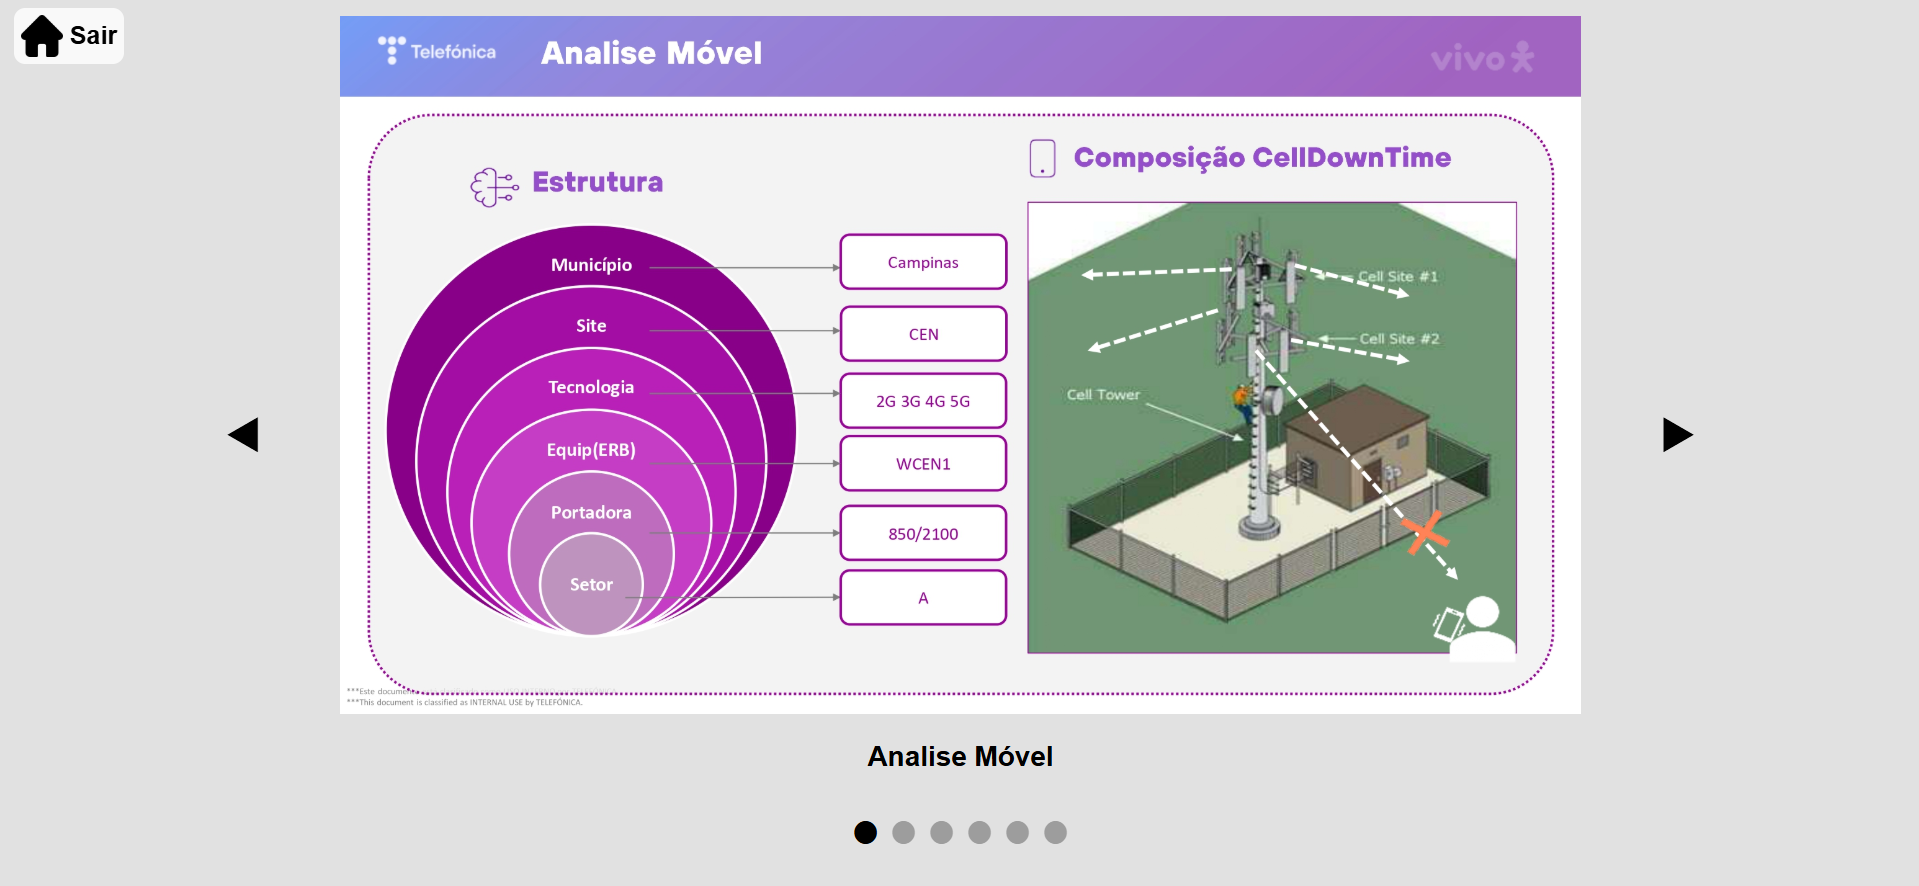 Sair
Telefónica
Analise Móvel
vivo
Estrutura
Município
Site
Tecnologia
Equip(ERB)
Portadora
Setor
Campinas
CEN
2G 3G 4G 5G
WCEN1
850/2100
A
Composição CellDownTime
Cell Site #1
Cell Site #2
Cell Tower
***Este
***This document is classified as INTERNAL USE by TELEFÓNICA.
Analise Móvel